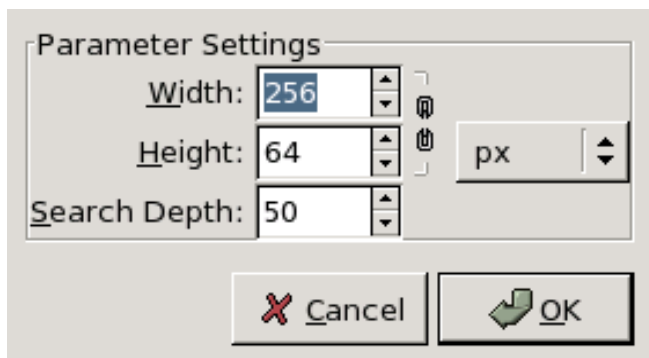 Parameter Settings
Width: 256
Height: 64 px
Search Depth: 50
Cancel OK